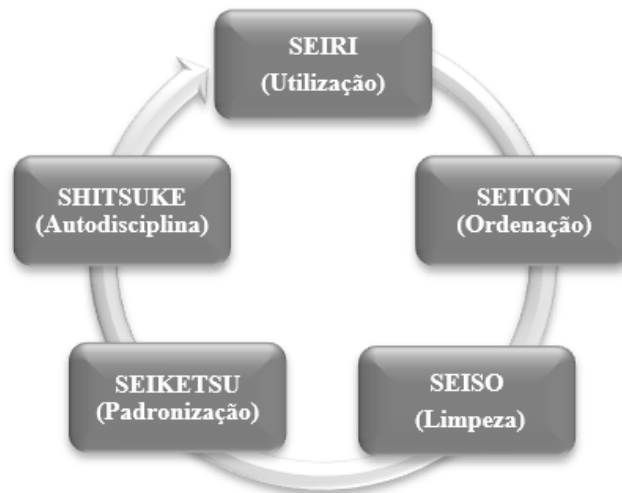 SEIRI
(Utilização)
SEITON
(Ordenação)
SEISO
(Limpeza)
SEIKETSU
(Padronização)
SHITSUKE
(Autodisciplina)